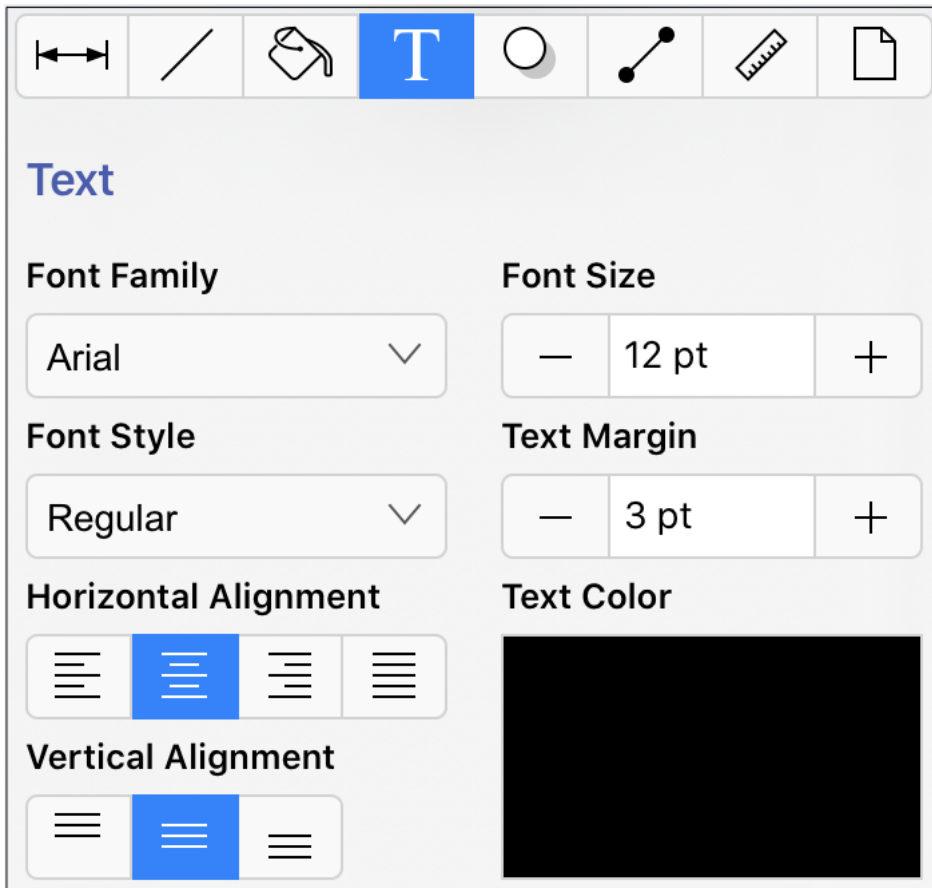 T
Text
Font Family
Font Size
Arial
12 pt
Font Style
Text Margin
Regular
3 pt
Horizontal Alignment
Text Color
Vertical Alignment